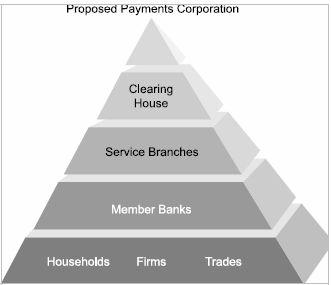 Proposed Payments Corporation
Clearing
House
Service Branches
Member Banks
Households Firms Trades